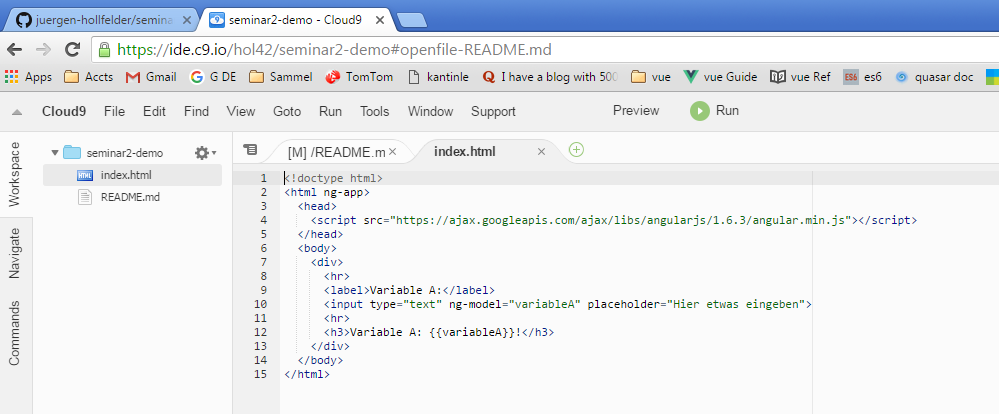 juergen-hollfelder/semina
seminar2-demo - Cloud9
https://ide.c9.io/hol42/seminar2-demo#openfile-README.md
Apps Accts Gmail G DE Sammel TomTom kantinle I have a blog with 500 vue vue Guide vue Ref es6 quasar doc
Cloud9 File Edit Find View Goto Run Tools Window Support Preview Run
Workspace
Navigate
Commands
seminar2-demo
index.html
README.md
[M] /README.m
index.html
1 <!doctype html>
2 <html ng-app>
3 <head>
4 <script src="https://ajax.googleapis.com/ajax/libs/angularjs/1.6.3/angular.min.js"></script>
5 </head>
6 <body>
7 <div>
8 <hr>
9 <label>Variable A:</label>
10 <input type="text" ng-model="variableA" placeholder="Hier etwas eingeben">
11 <hr>
12 <h3>Variable A: {{variableA}}!</h3>
13 </div>
14 </body>
15 </html>